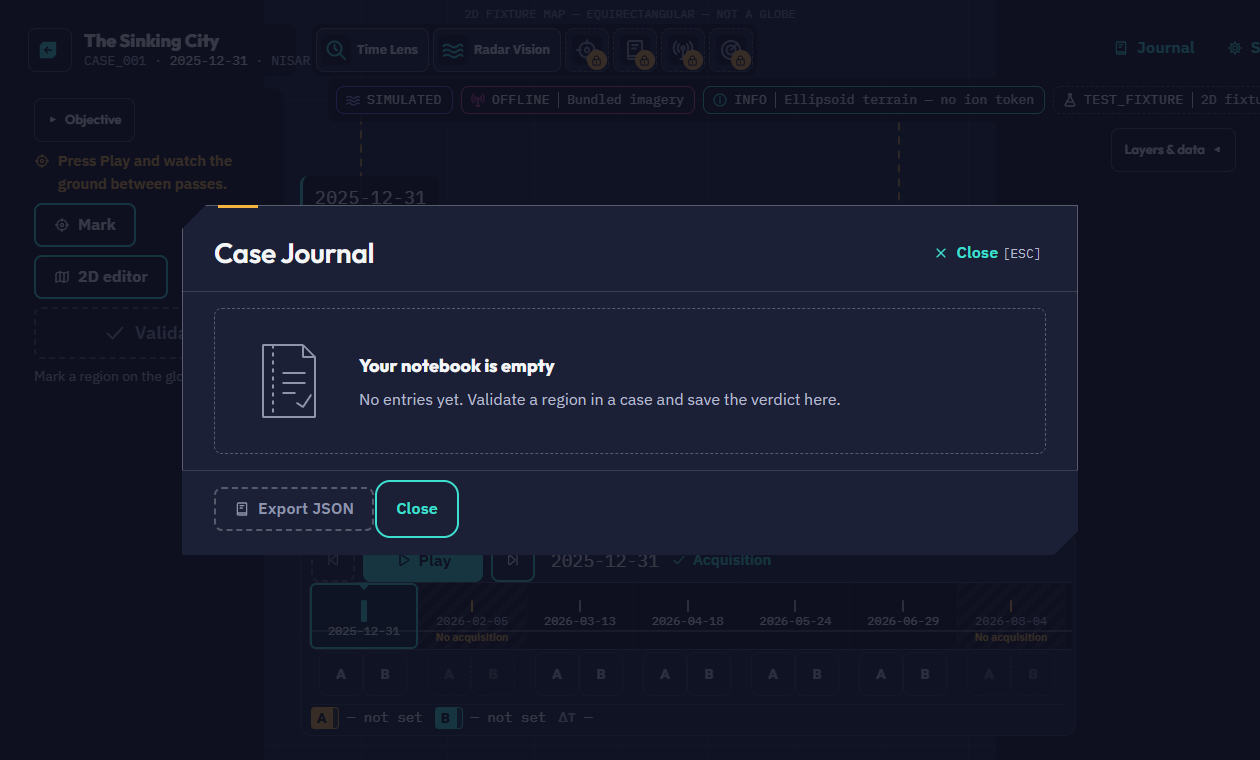 2D FIXTURE MAP — EQUIRECTANGULAR — NOT A GLOBE
The Sinking City
CASE_001 · 2025-12-31 · NISAR
Time Lens
Radar Vision
Journal
SIMULATED
OFFLINE | Bundled imagery
INFO | Ellipsoid terrain — no ion token
TEST_FIXTURE | 2D
Objective
Layers & data
Press Play and watch the
ground between passes.
2025-12-31
Mark
2D editor
Mark a region on the
Case Journal
Close [ESC]
Your notebook is empty
No entries yet. Validate a region in a case and save the verdict here.
Export JSON
Close
Play
2025-12-31
Acquisition
2025-12-31
2026-02-05
No acquisition
2026-03-13
2026-04-18
2026-05-24
2026-06-29
2026-08-04
No acquisition
A B A B A B A B A B A B A B
A — not set B — not set ΔT —